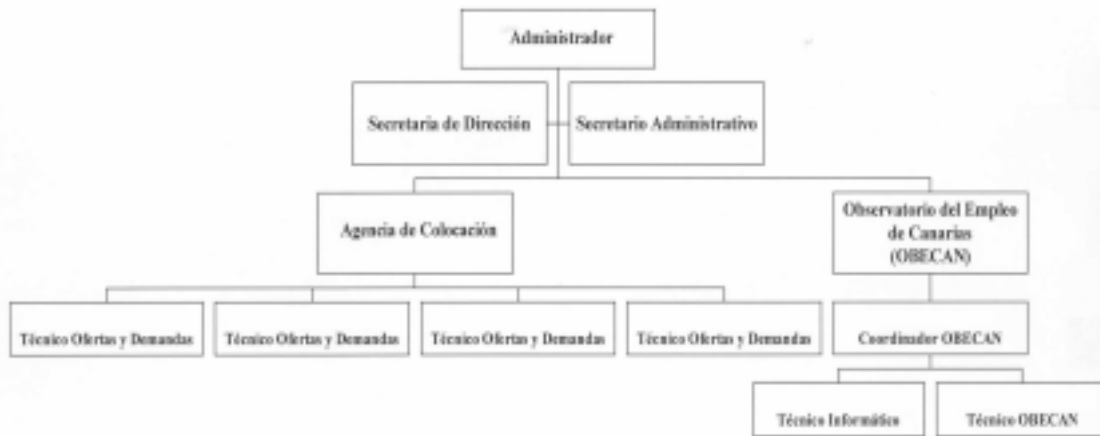 Administrador
Secretaria de Dirección
Secretario Administrativo
Agencia de Colocación
Observatorio del Empleo
de Canarias
(OBECAN)
Técnico Ofertas y Demandas
Técnico Ofertas y Demandas
Técnico Ofertas y Demandas
Técnico Ofertas y Demandas
Coordinador OBECAN
Técnico Informático
Técnico OBECAN